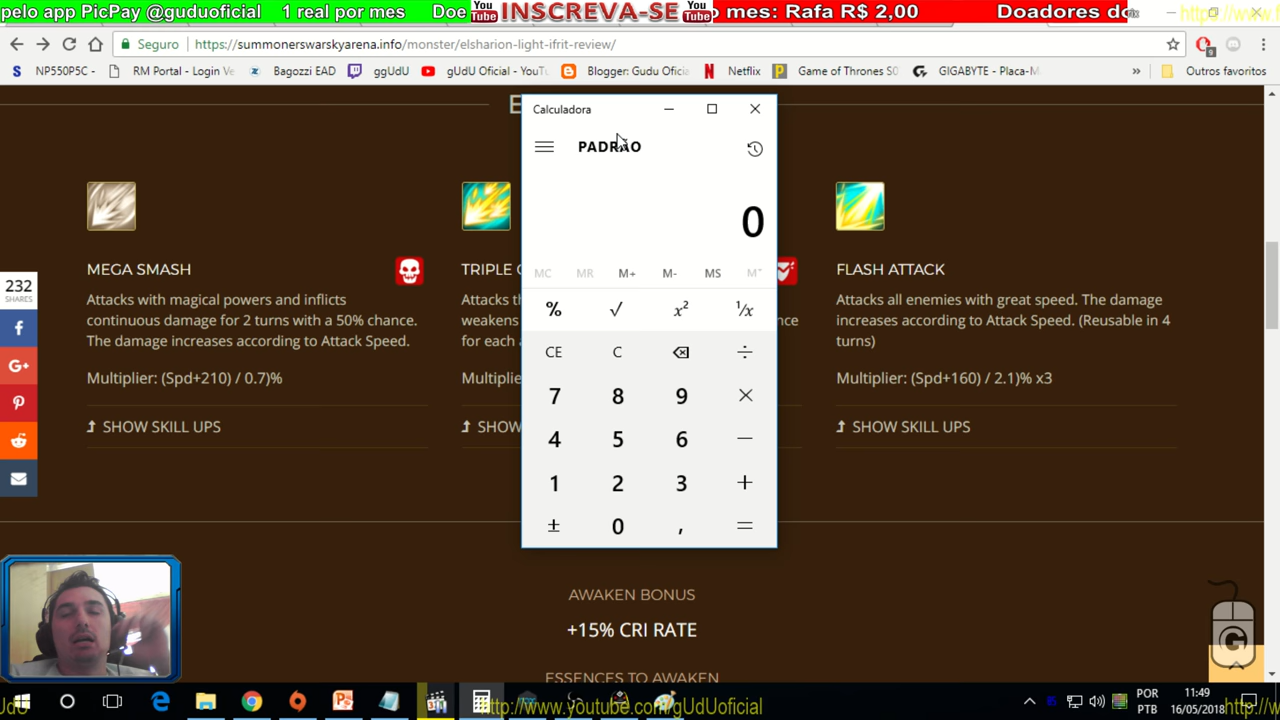 pelo app PicPay @guduoficial 1 real por mes Doe
You Tube INSCREVA-SE You Tube
o mes: Rafa R$ 2,00 Doadores do
Seguro https://summonerswarskyarena.info/monster/elsharion-light-ifrit-review/
NP550P5C - RM Portal - Login Bagozzi EAD ggUdU gUdU Oficial - YouT Blogger: Gudu Oficia Netflix Game of Thrones S0 GIGABYTE - Placa-M » Outros favoritos
Calculadora
PADRÃO
0
MC MR M+ M- MS M
% √ x² ¹/x
CE C ÷
7 8 9 ×
4 5 6 −
1 2 3 +
± 0 , =
232
SHARES
MEGA SMASH
Attacks with magical powers and inflicts
continuous damage for 2 turns with a 50% chance.
The damage increases according to Attack Speed.
Multiplier: (Spd+210) / 0.7)%
SHOW SKILL UPS
TRIPLE
Attacks
weakens
for each
Multiplie
SHOW
FLASH ATTACK
Attacks all enemies with great speed. The damage
increases according to Attack Speed. (Reusable in 4
turns)
Multiplier: (Spd+160) / 2.1)% x3
SHOW SKILL UPS
AWAKEN BONUS
+15% CRI RATE
ESSENCES TO AWAKEN
G
http://www.youtube.com/gUdUoficial
POR
PTB
11:49
16/05/2018